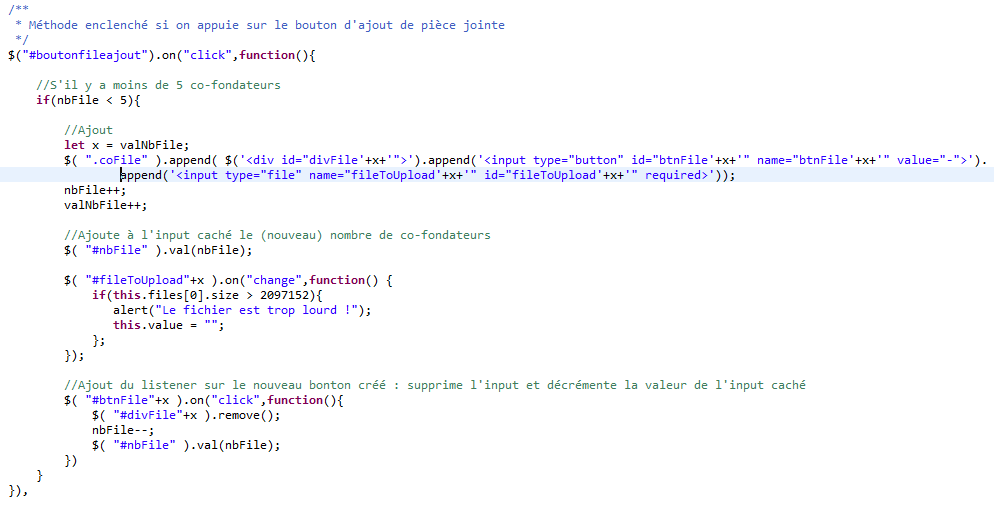 /**
 * Méthode enclenché si on appuie sur le bouton d'ajout de pièce jointe
 */
$("#boutonfileajout").on("click",function(){
//S'il y a moins de 5 co-fondateurs
if(nbFile < 5){
//Ajout
let x = valNbFile;
$( ".coFile" ).append( $('<div id="divFile'+x+'">').append('<input type="button" id="btnFile'+x+'" name="btnFile'+x+'" value="-">').
append('<input type="file" name="fileToUpload'+x+'" id="fileToUpload'+x+'" required>'));
nbFile++;
valNbFile++;
//Ajoute à l'input caché le (nouveau) nombre de co-fondateurs
$( "#nbFile" ).val(nbFile);
$( "#fileToUpload"+x ).on("change",function() {
if(this.files[0].size > 2097152){
alert("Le fichier est trop lourd !");
this.value = "";
};
});
//Ajout du listener sur le nouveau bonton créé : supprime l'input et décrémente la valeur de l'input caché
$( "#btnFile"+x ).on("click",function(){
$( "#divFile"+x ).remove();
nbFile--;
$( "#nbFile" ).val(nbFile);
})
}
}),